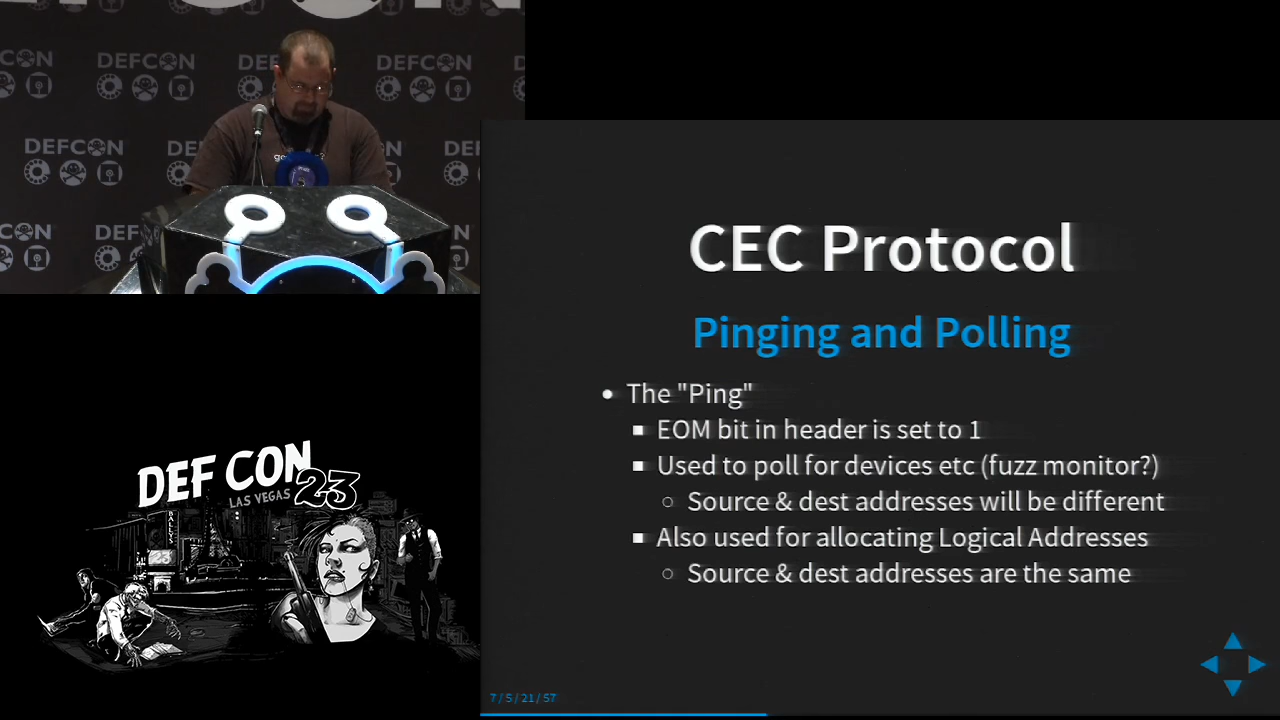 DEFCON
DEFCON
DEFCON
DEFCON
CEC Protocol
Pinging and Polling
• The "Ping"
▪ EOM bit in header is set to 1
▪ Used to poll for devices etc (fuzz monitor?)
○ Source & dest addresses will be different
▪ Also used for allocating Logical Addresses
○ Source & dest addresses are the same
DEF CON 23
LAS VEGAS
7 / 5 / 21 / 57